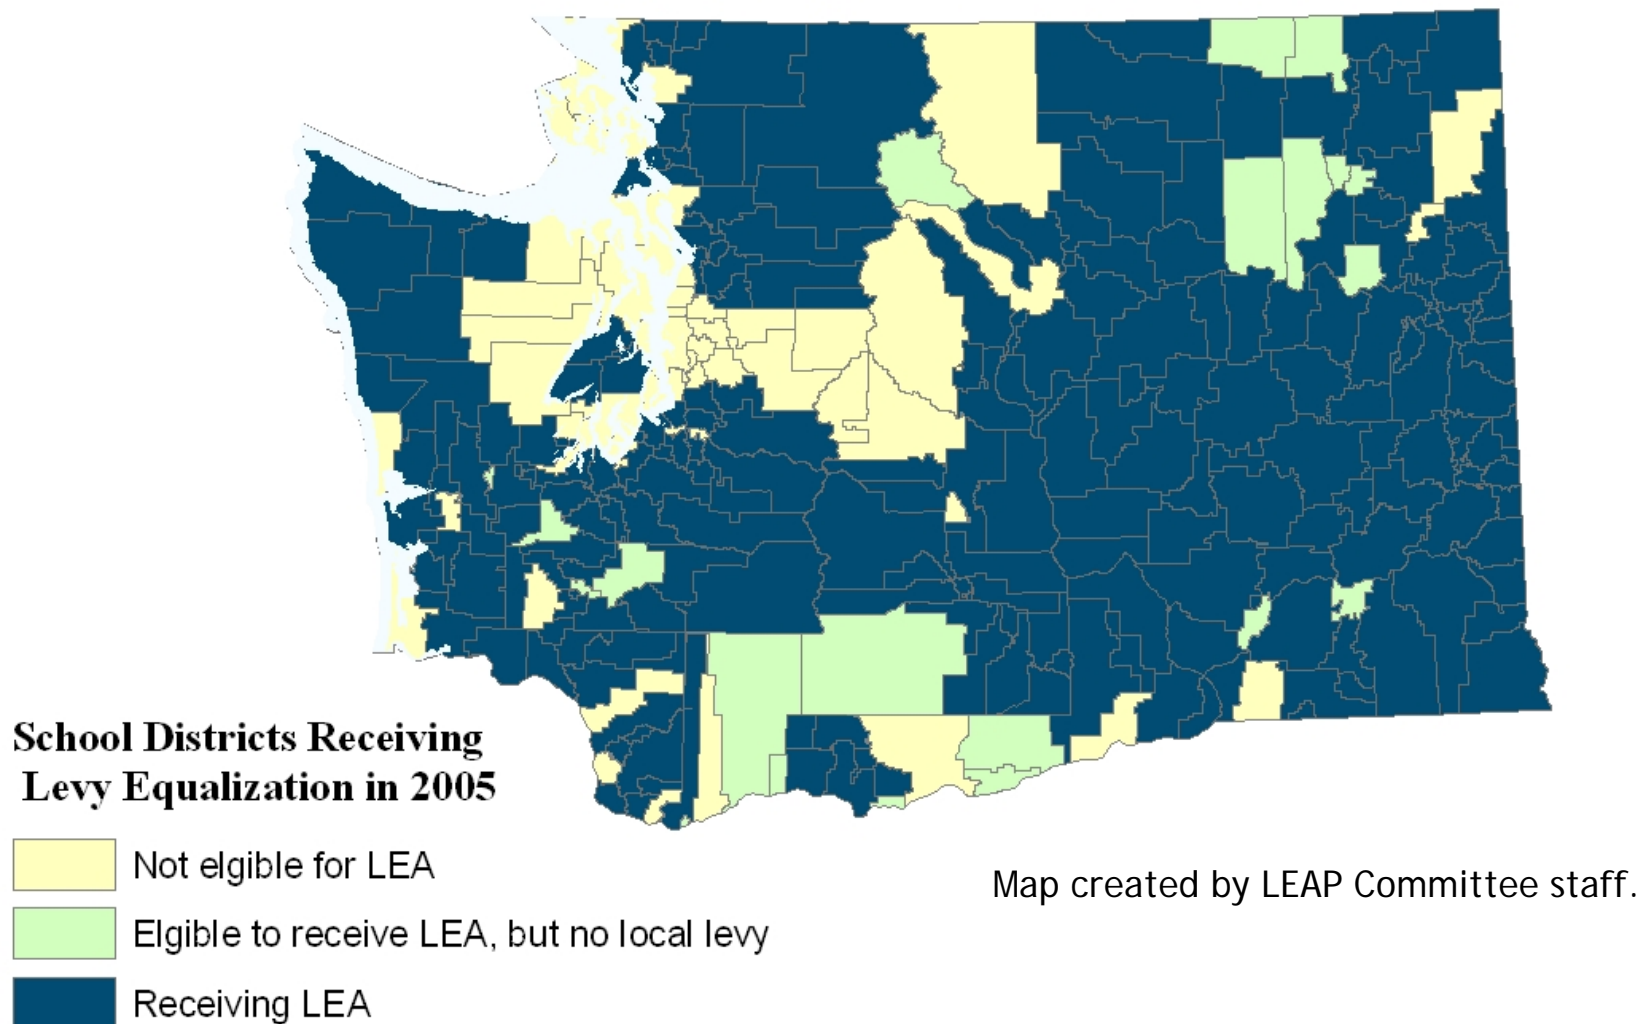 School Districts Receiving
Levy Equalization in 2005
Not elgible for LEA
Elgible to receive LEA, but no local levy
Receiving LEA
Map created by LEAP Committee staff.